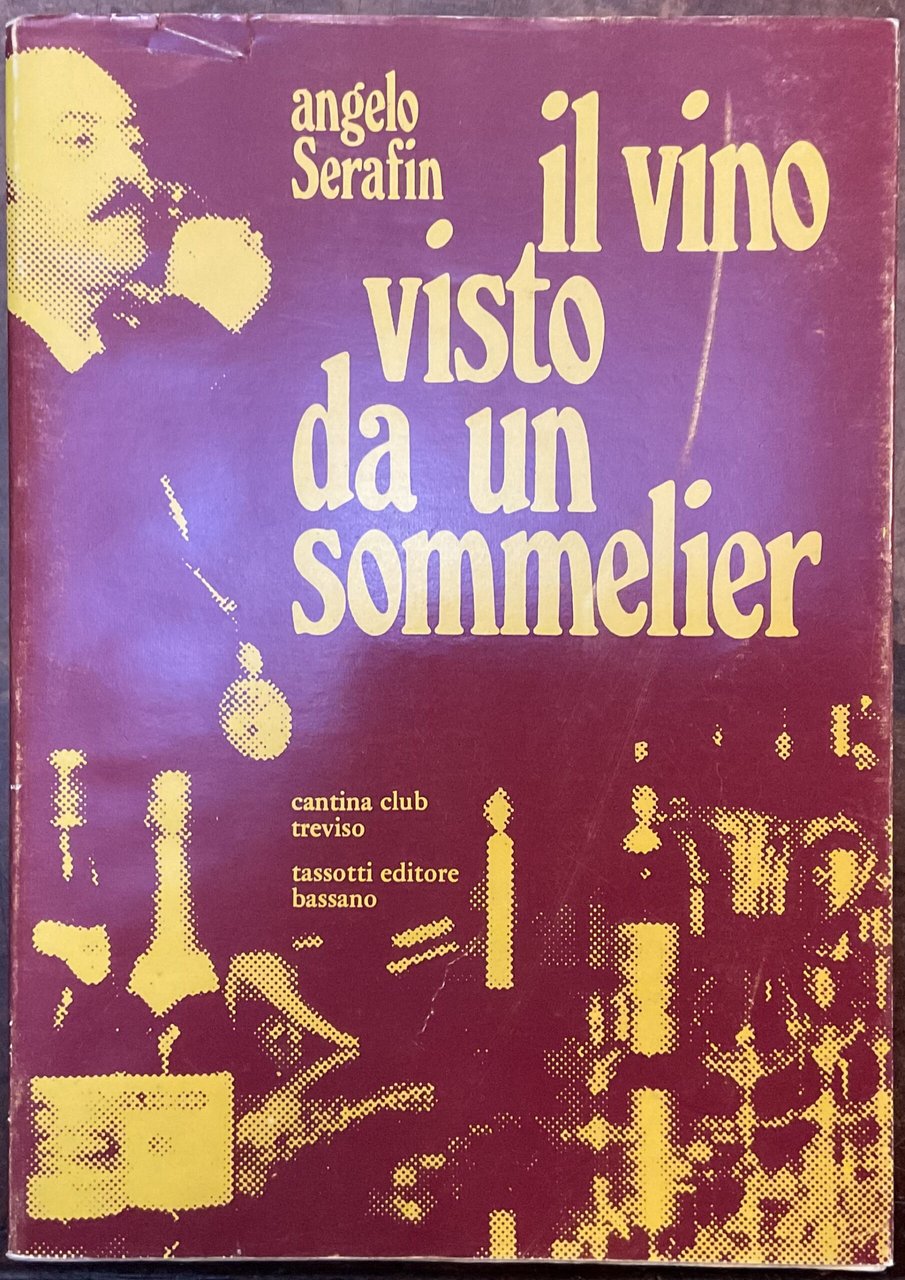 angelo
Serafin
il vino
visto
da un
sommelier
cantina club
treviso
tassotti editore
bassano